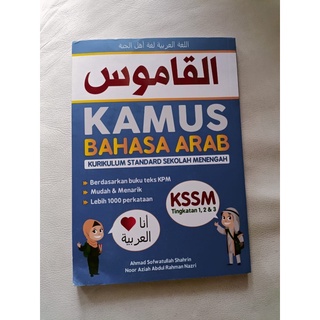 اللغة العربية لغة أهل الجنة
القاموس
KAMUS
BAHASA ARAB
KURIKULUM STANDARD SEKOLAH MENENGAH
Berdasarkan buku teks KPM
Mudah & Menarik
Lebih 1000 perkataan
KSSM
Tingkatan 1, 2 & 3
أنا
العربية
Ahmad Sofwatullah Shahrin
Noor Aziah Abdul Rahman Nasri